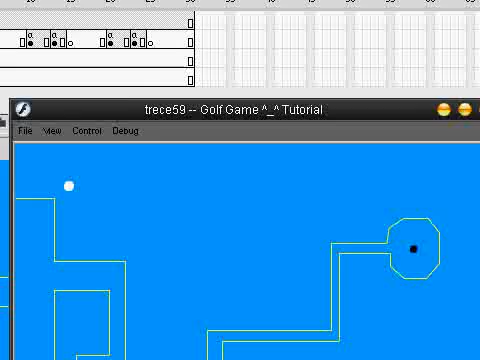 trece59 -- Golf Game ^_^ Tutorial
File View Control Debug